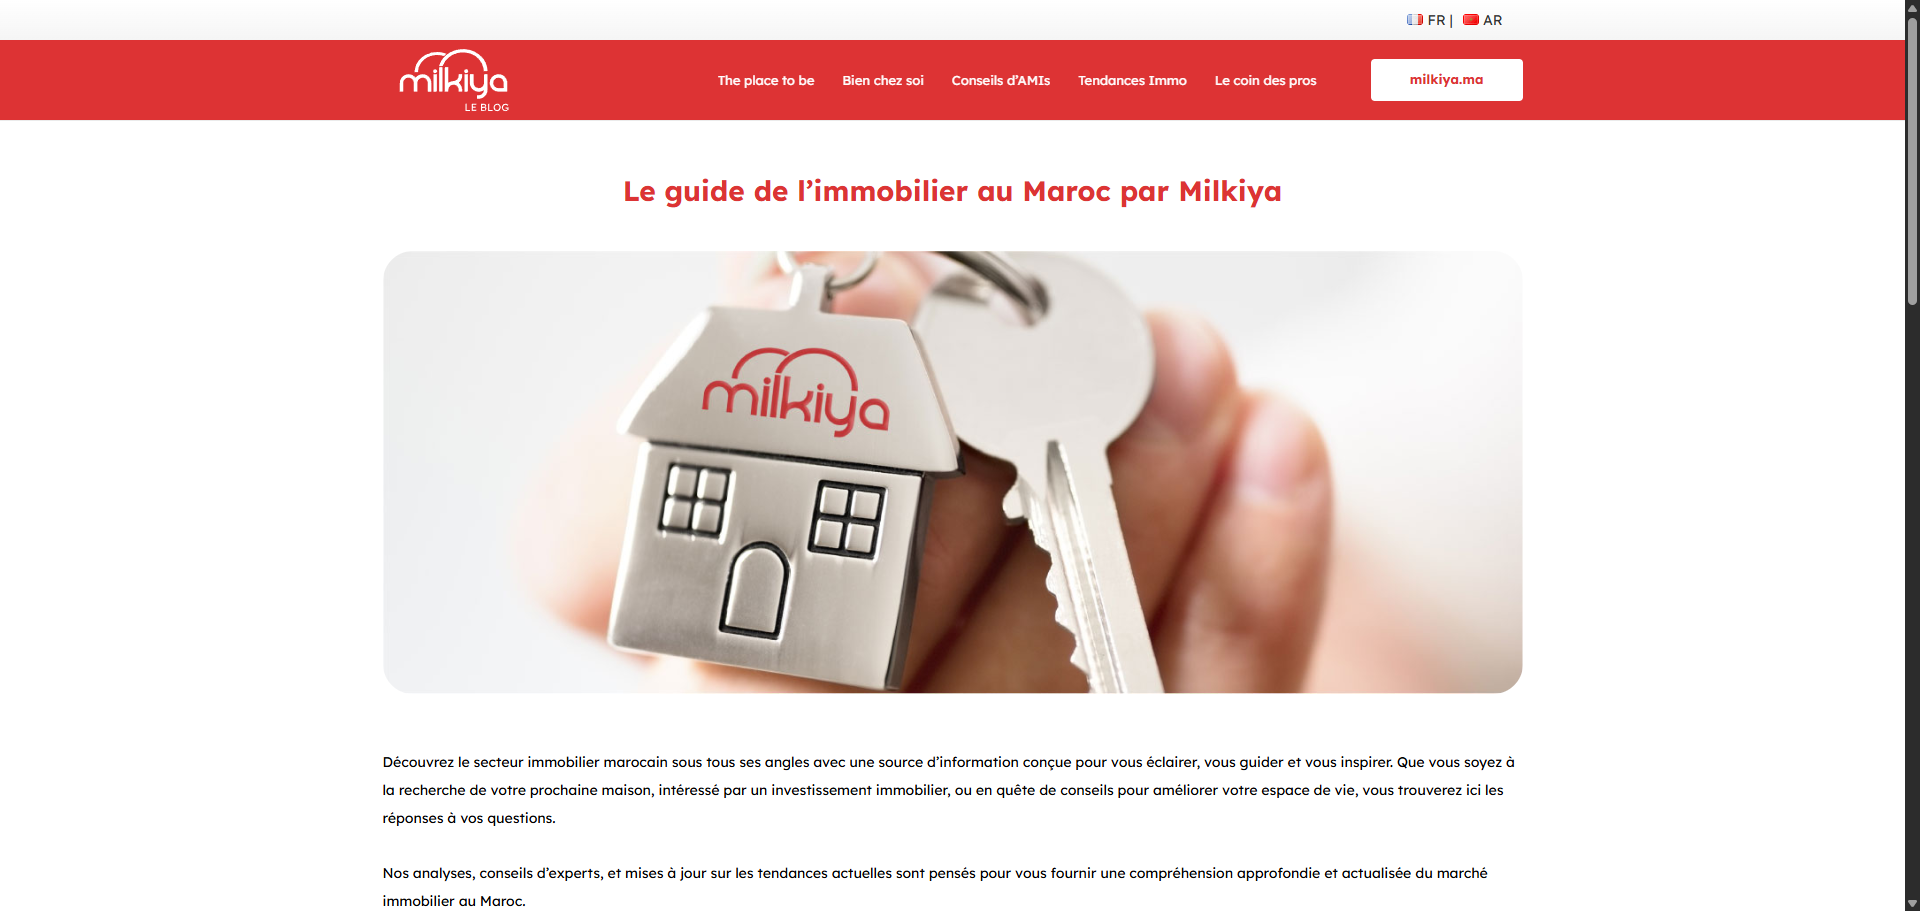 FR | AR
milkiya
LE BLOG
The place to be
Bien chez soi
Conseils d’AMIs
Tendances Immo
Le coin des pros
milkiya.ma
Le guide de l’immobilier au Maroc par Milkiya
milkiya
Découvrez le secteur immobilier marocain sous tous ses angles avec une source d’information conçue pour vous éclairer, vous guider et vous inspirer. Que vous soyez à
la recherche de votre prochaine maison, intéressé par un investissement immobilier, ou en quête de conseils pour améliorer votre espace de vie, vous trouverez ici les
réponses à vos questions.
Nos analyses, conseils d’experts, et mises à jour sur les tendances actuelles sont pensés pour vous fournir une compréhension approfondie et actualisée du marché
immobilier au Maroc.